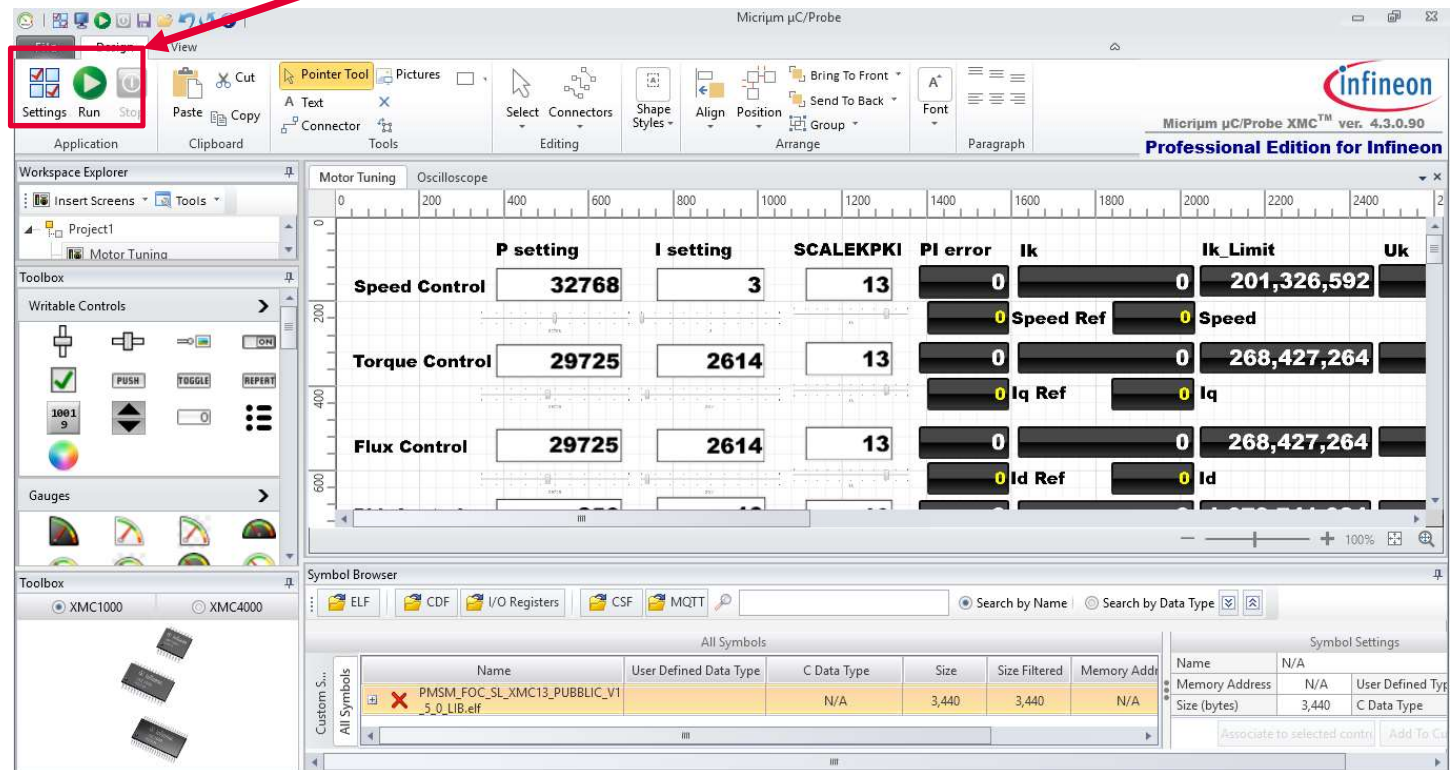 Micriµm µC/Probe
File Design View
Settings Run Stop
Application
Paste Cut
Copy
Clipboard
Pointer Tool Pictures
A Text
Connector
Tools
Select Connectors
Editing
Shape Styles
Align Position
Bring To Front
Send To Back
Group
Arrange
Font
Paragraph
infineon
Micriµm µC/Probe XMC™ ver. 4.3.0.90
Professional Edition for Infineon
Workspace Explorer
Insert Screens Tools
Project1
Motor Tuning
Toolbox
Writable Controls
ON
PUSH TOGGLE REPEAT
1001
9
0
Gauges
Toolbox
XMC1000 XMC4000
Motor Tuning Oscilloscope
0 200 400 600 800 1000 1200 1400 1600 1800 2000 2200 2400
0
200
400
600
P setting I setting SCALEKPKI PI error Ik Ik_Limit Uk
Speed Control 32768 3 13 0 0 201,326,592
0 Speed Ref 0 Speed
Torque Control 29725 2614 13 0 0 268,427,264
0 Iq Ref 0 Iq
Flux Control 29725 2614 13 0 0 268,427,264
0 Id Ref 0 Id
100%
Symbol Browser
ELF CDF I/O Registers CSF MQTT Search by Name Search by Data Type
All Symbols
Custom S...
All Symbols
Name User Defined Data Type C Data Type Size Size Filtered Memory Addr
PMSM_FOC_SL_XMC13_PUBBLIC_V1
_5_0_LIB.elf N/A 3,440 3,440 N/A
Symbol Settings
Name N/A
Memory Address N/A User Defined Typ
Size (bytes) 3,440 C Data Type
Associate to selected contr Add To Cu